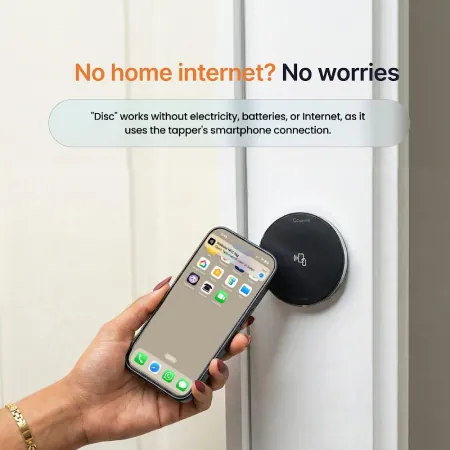 No home internet? No worries
"Disc" works without electricity, batteries, or Internet, as it
uses the tapper's smartphone connection.